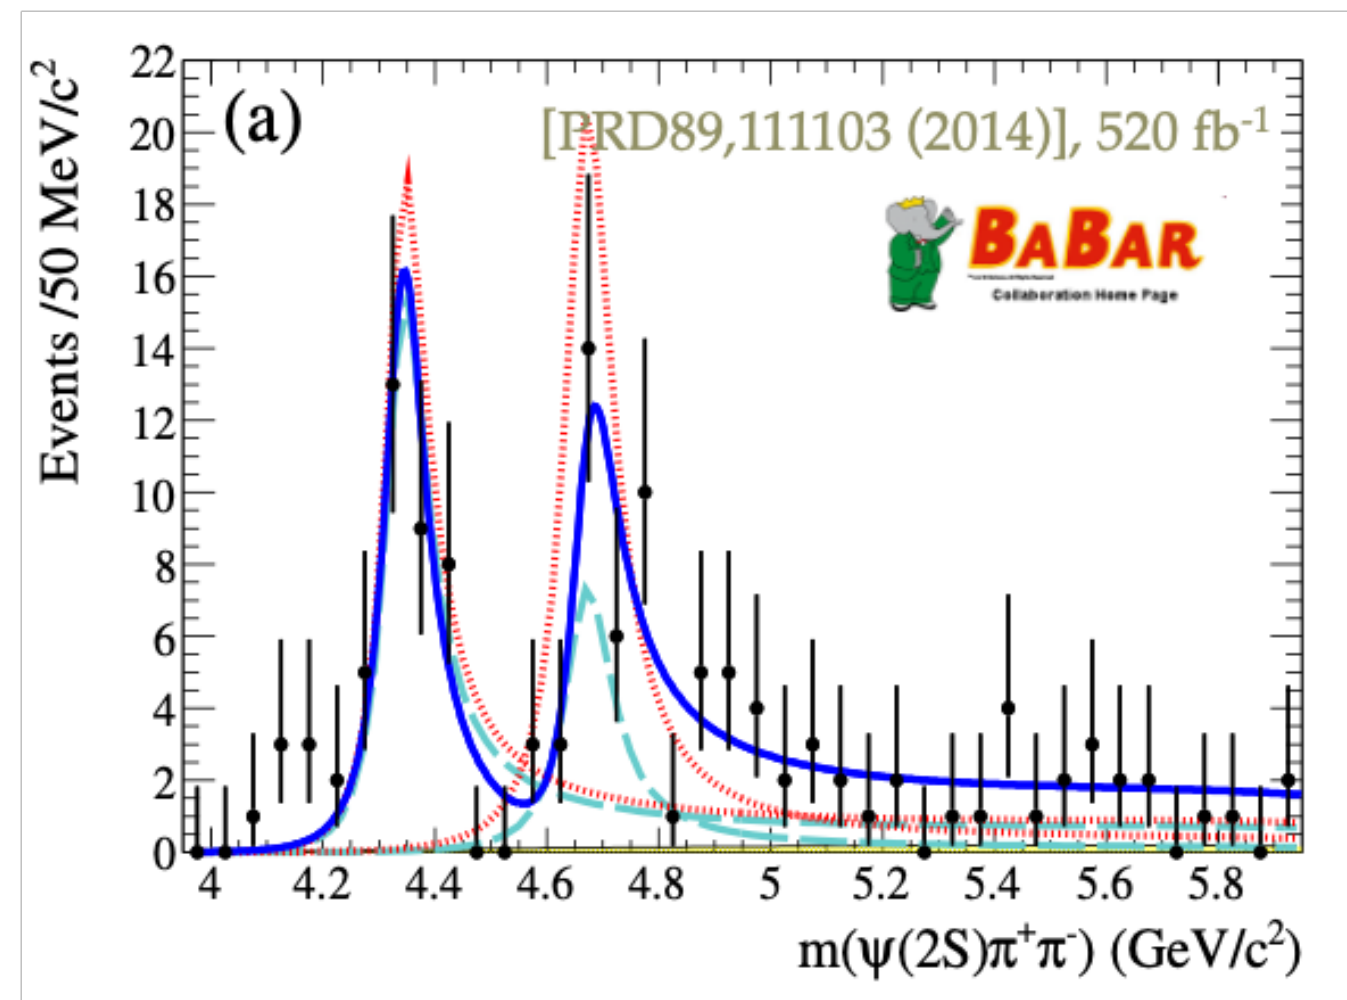 22
20
18
16
14
12
10
8
6
4
2
0
Events /50 MeV/c²
(a)
[PRD89,111103 (2014)], 520 fb⁻¹
BABAR
Collaboration Home Page
4 4.2 4.4 4.6 4.8 5 5.2 5.4 5.6 5.8
m(ψ(2S)π⁺π⁻) (GeV/c²)